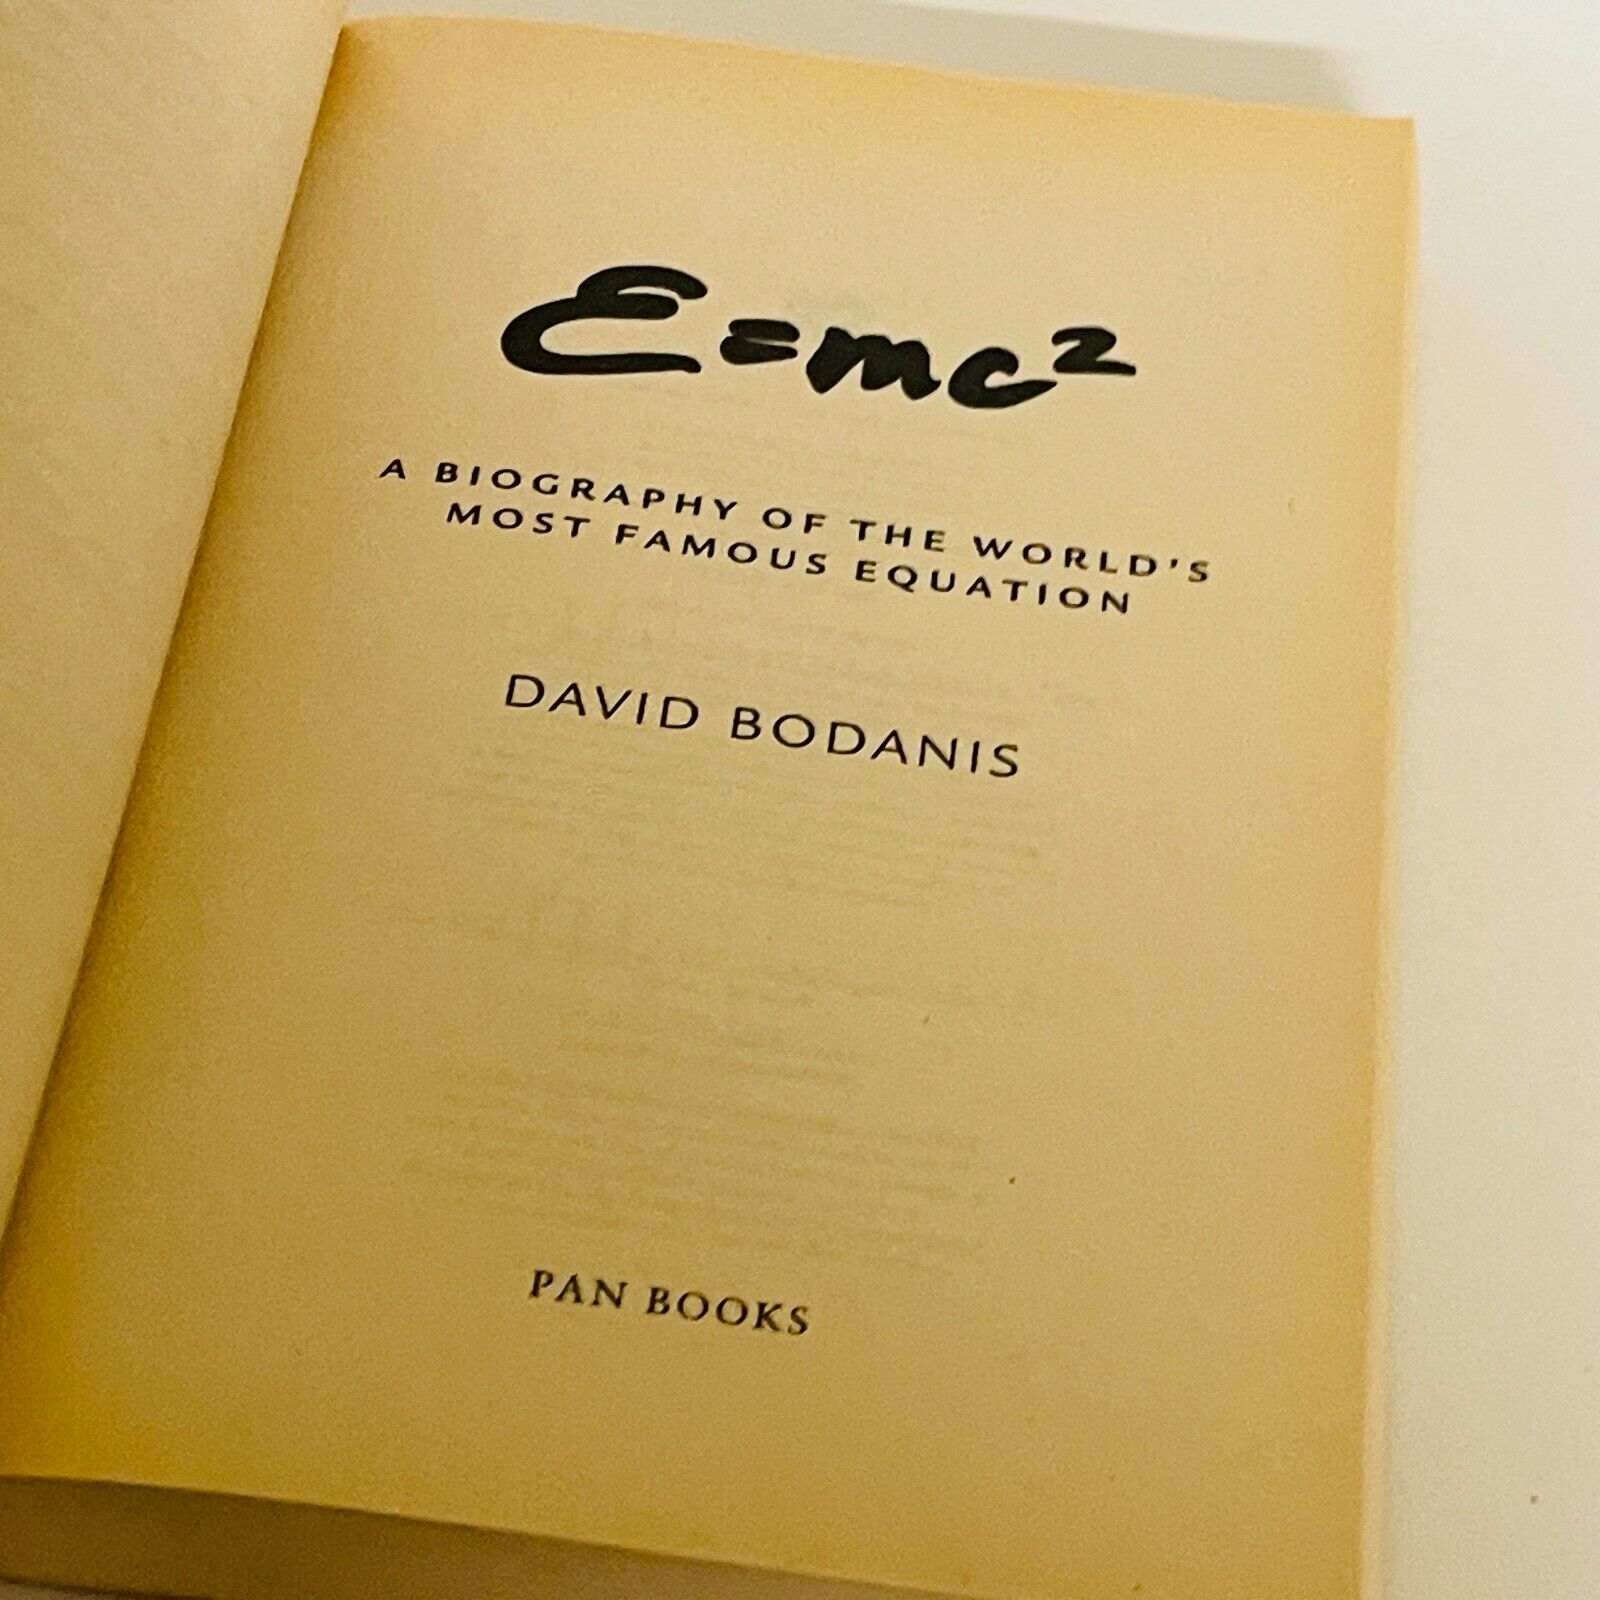 E=mc²
A BIOGRAPHY OF THE WORLD'S
MOST FAMOUS EQUATION
DAVID BODANIS
PAN BOOKS